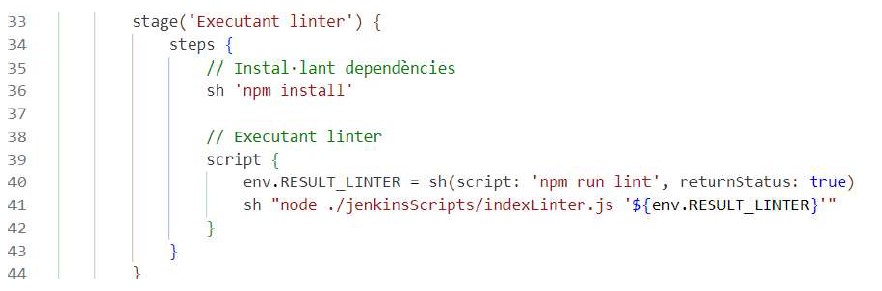 33 stage('Executant linter') {
34 steps {
35 // Instal·lant dependències
36 sh 'npm install'
37
38 // Executant linter
39 script {
40 env.RESULT_LINTER = sh(script: 'npm run lint', returnStatus: true)
41 sh "node ./jenkinsScripts/indexLinter.js '${env.RESULT_LINTER}'"
42 }
43 }
44 }